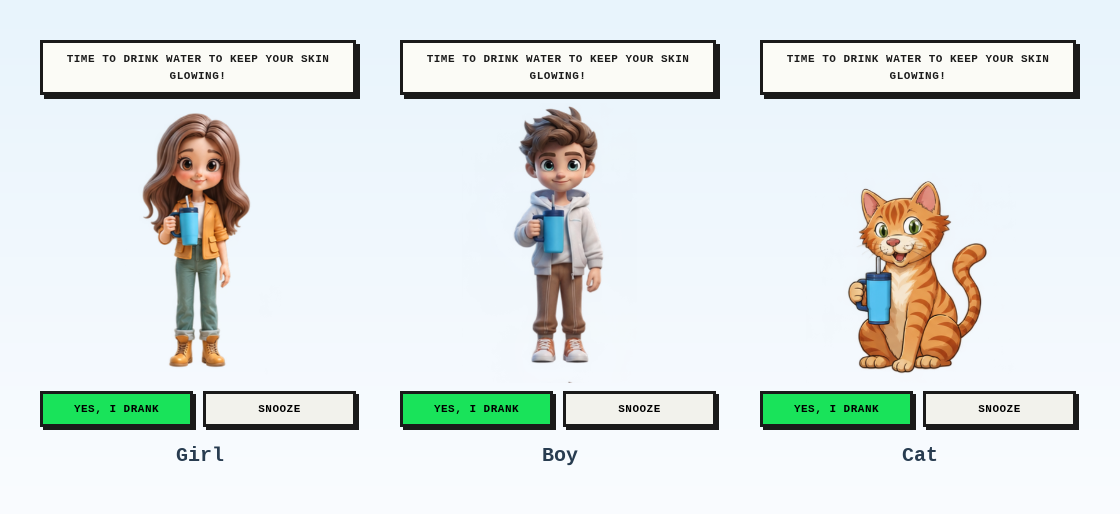 TIME TO DRINK WATER TO KEEP YOUR SKIN
GLOWING!
TIME TO DRINK WATER TO KEEP YOUR SKIN
GLOWING!
TIME TO DRINK WATER TO KEEP YOUR SKIN
GLOWING!
YES, I DRANK
SNOOZE
YES, I DRANK
SNOOZE
YES, I DRANK
SNOOZE
Girl
Boy
Cat